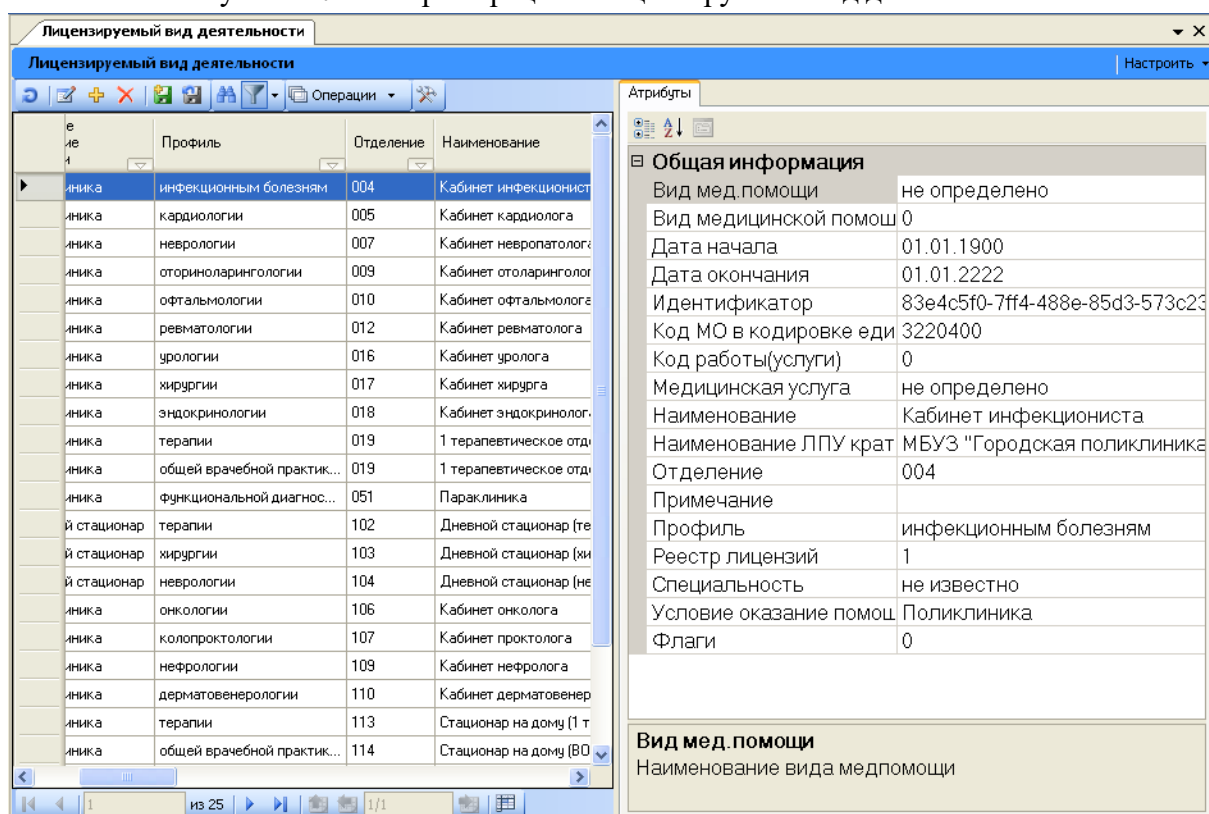 Лицензируемый вид деятельности
Лицензируемый вид деятельности
Настроить
Операции
Атрибуты
е
ие
и
Профиль
Отделение
Наименование
иника инфекционным болезням 004 Кабинет инфекционист
иника кардиологии 005 Кабинет кардиолога
иника неврологии 007 Кабинет невропатолога
иника оториноларингологии 009 Кабинет отоларинголог
иника офтальмологии 010 Кабинет офтальмолога
иника ревматологии 012 Кабинет ревматолога
иника урологии 016 Кабинет уролога
иника хирургии 017 Кабинет хирурга
иника эндокринологии 018 Кабинет эндокринолог
иника терапии 019 1 терапевтическое отд
иника общей врачебной практик... 019 1 терапевтическое отд
иника функциональной диагнос... 051 Параклиника
й стационар терапии 102 Дневной стационар (те
й стационар хирургии 103 Дневной стационар (хи
й стационар неврологии 104 Дневной стационар (не
иника онкологии 106 Кабинет онколога
иника колопроктологии 107 Кабинет проктолога
иника нефрологии 109 Кабинет нефролога
иника дерматовенерологии 110 Кабинет дерматовенер
иника терапии 113 Стационар на дому (1 т
иника общей врачебной практик... 114 Стационар на дому (ВО
1 из 25 1/1
Общая информация
Вид мед.помощи не определено
Вид медицинской помощ 0
Дата начала 01.01.1900
Дата окончания 01.01.2222
Идентификатор 83e4c5f0-7ff4-488e-85d3-573c23
Код МО в кодировке еди 3220400
Код работы(услуги) 0
Медицинская услуга не определено
Наименование Кабинет инфекциониста
Наименование ЛПУ крат МБУЗ "Городская поликлиника
Отделение 004
Примечание
Профиль инфекционным болезням
Реестр лицензий 1
Специальность не известно
Условие оказание помощ Поликлиника
Флаги 0
Вид мед.помощи
Наименование вида медпомощи